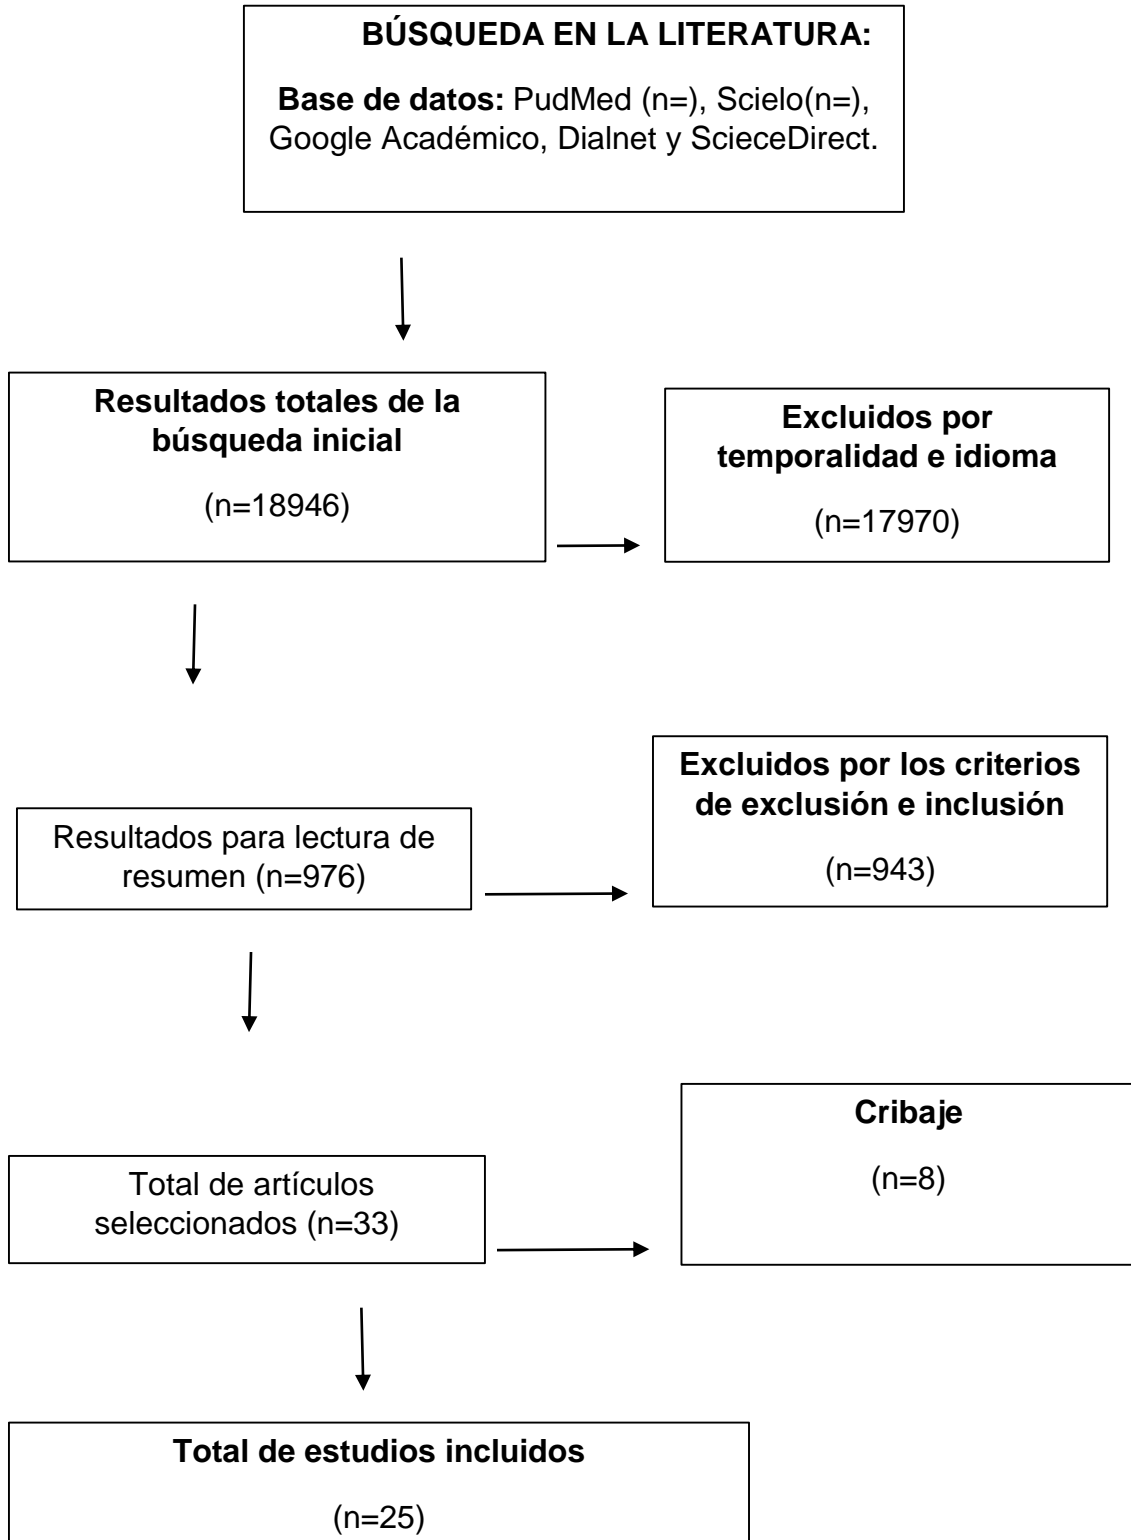 BÚSQUEDA EN LA LITERATURA:
Base de datos: PudMed (n=), Scielo(n=),
Google Académico, Dialnet y ScieceDirect.
Resultados totales de la
búsqueda inicial
(n=18946)
Excluidos por
temporalidad e idioma
(n=17970)
Resultados para lectura de
resumen (n=976)
Excluidos por los criterios
de exclusión e inclusión
(n=943)
Total de artículos
seleccionados (n=33)
Cribaje
(n=8)
Total de estudios incluidos
(n=25)